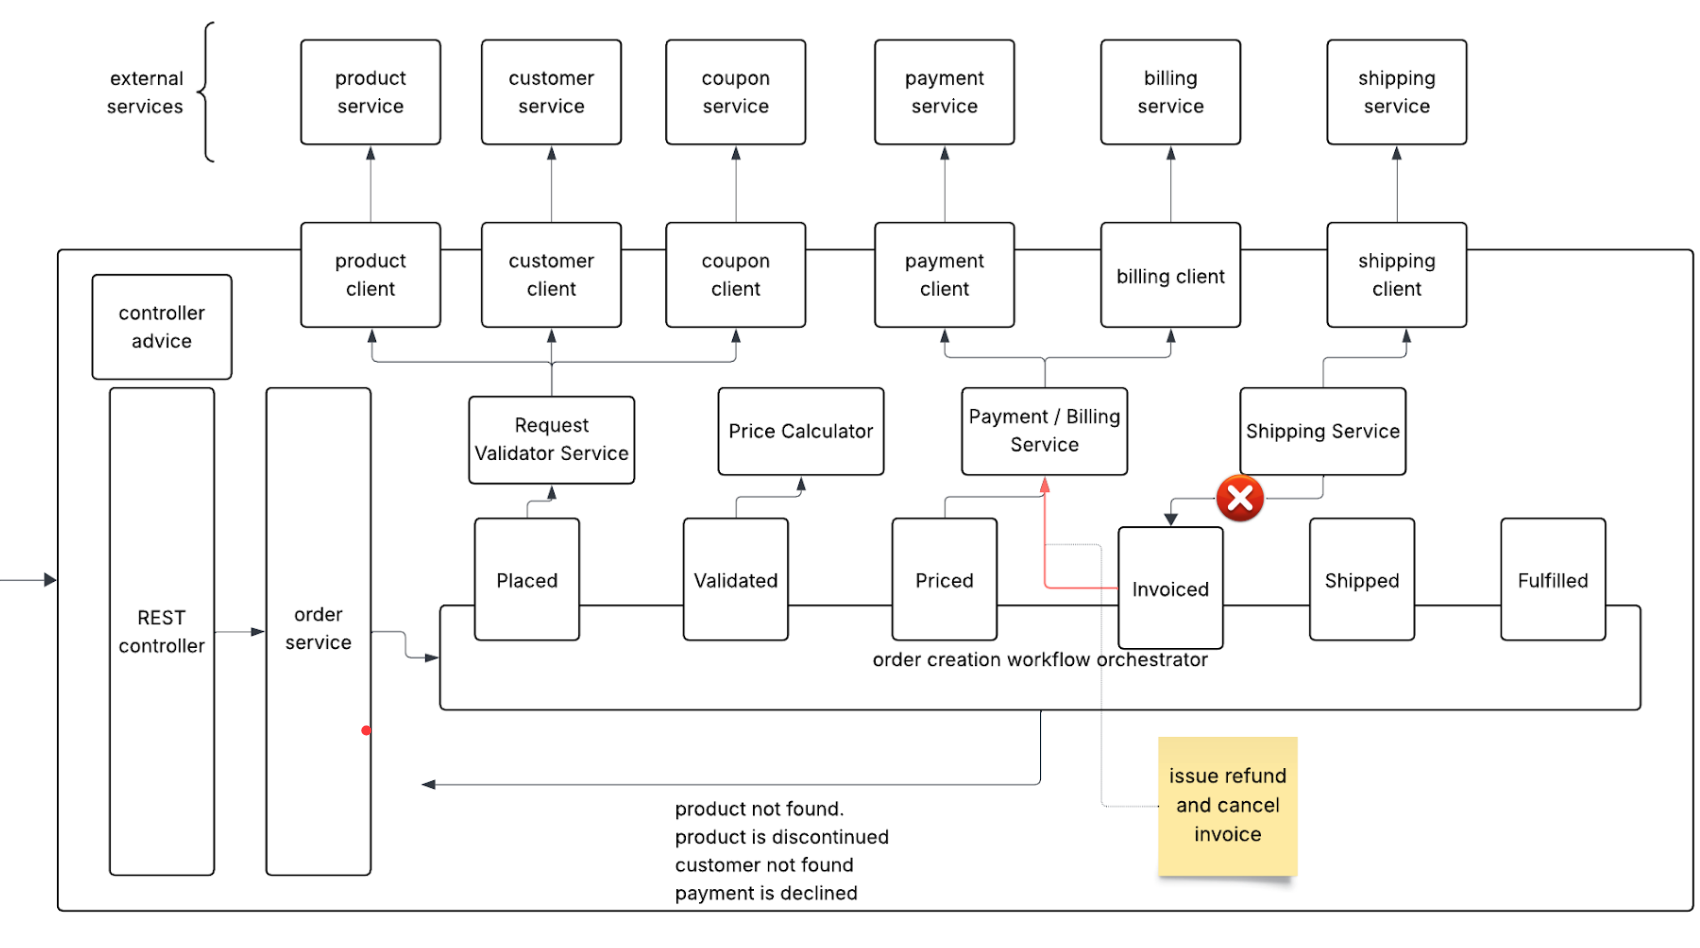 external
services
product
service
customer
service
coupon
service
payment
service
billing
service
shipping
service
product
client
customer
client
coupon
client
payment
client
billing client
shipping
client
controller
advice
Request
Validator Service
Price Calculator
Payment / Billing
Service
Shipping Service
REST
controller
order
service
Placed
Validated
Priced
Invoiced
Shipped
Fulfilled
order creation workflow orchestrator
product not found.
product is discontinued
customer not found
payment is declined
issue refund
and cancel
invoice